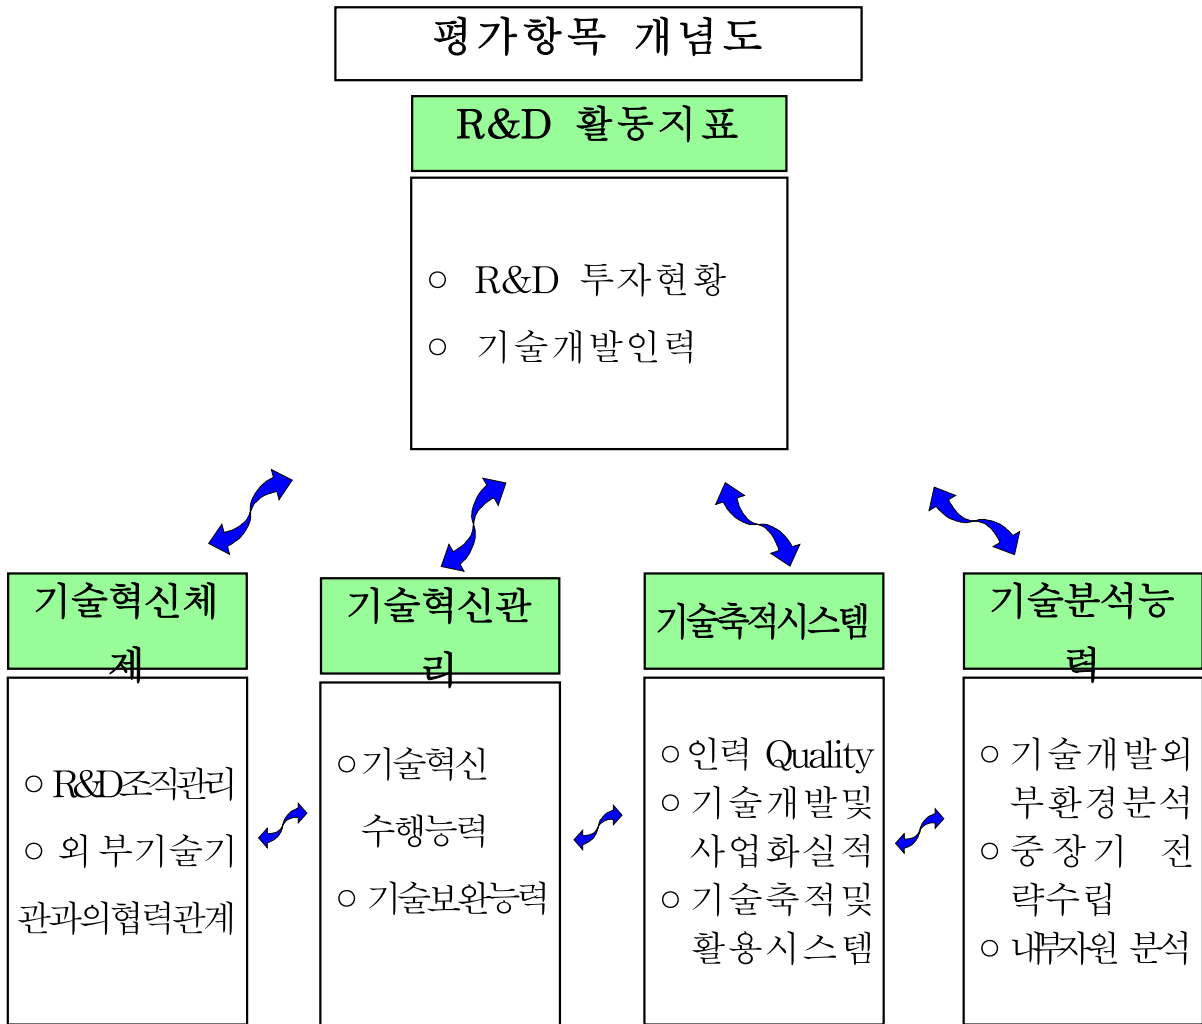 평가항목 개념도
R&D 활동지표
○ R&D 투자현황
○ 기술개발인력
기술혁신체
제
○ R&D조직관리
○ 외부기술기
관과의협력관계
기술혁신관
리
○기술혁신
수행능력
○ 기술보완능력
기술축적시스템
○인력 Quality
○ 기술개발및
사업화실적
○ 기술축적및
활용시스템
기술분석능
력
○ 기술개발외
부환경분석
○ 중장기 전
략수립
○ 내부자원 분석